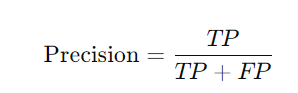 Precision = TP / TP + FP